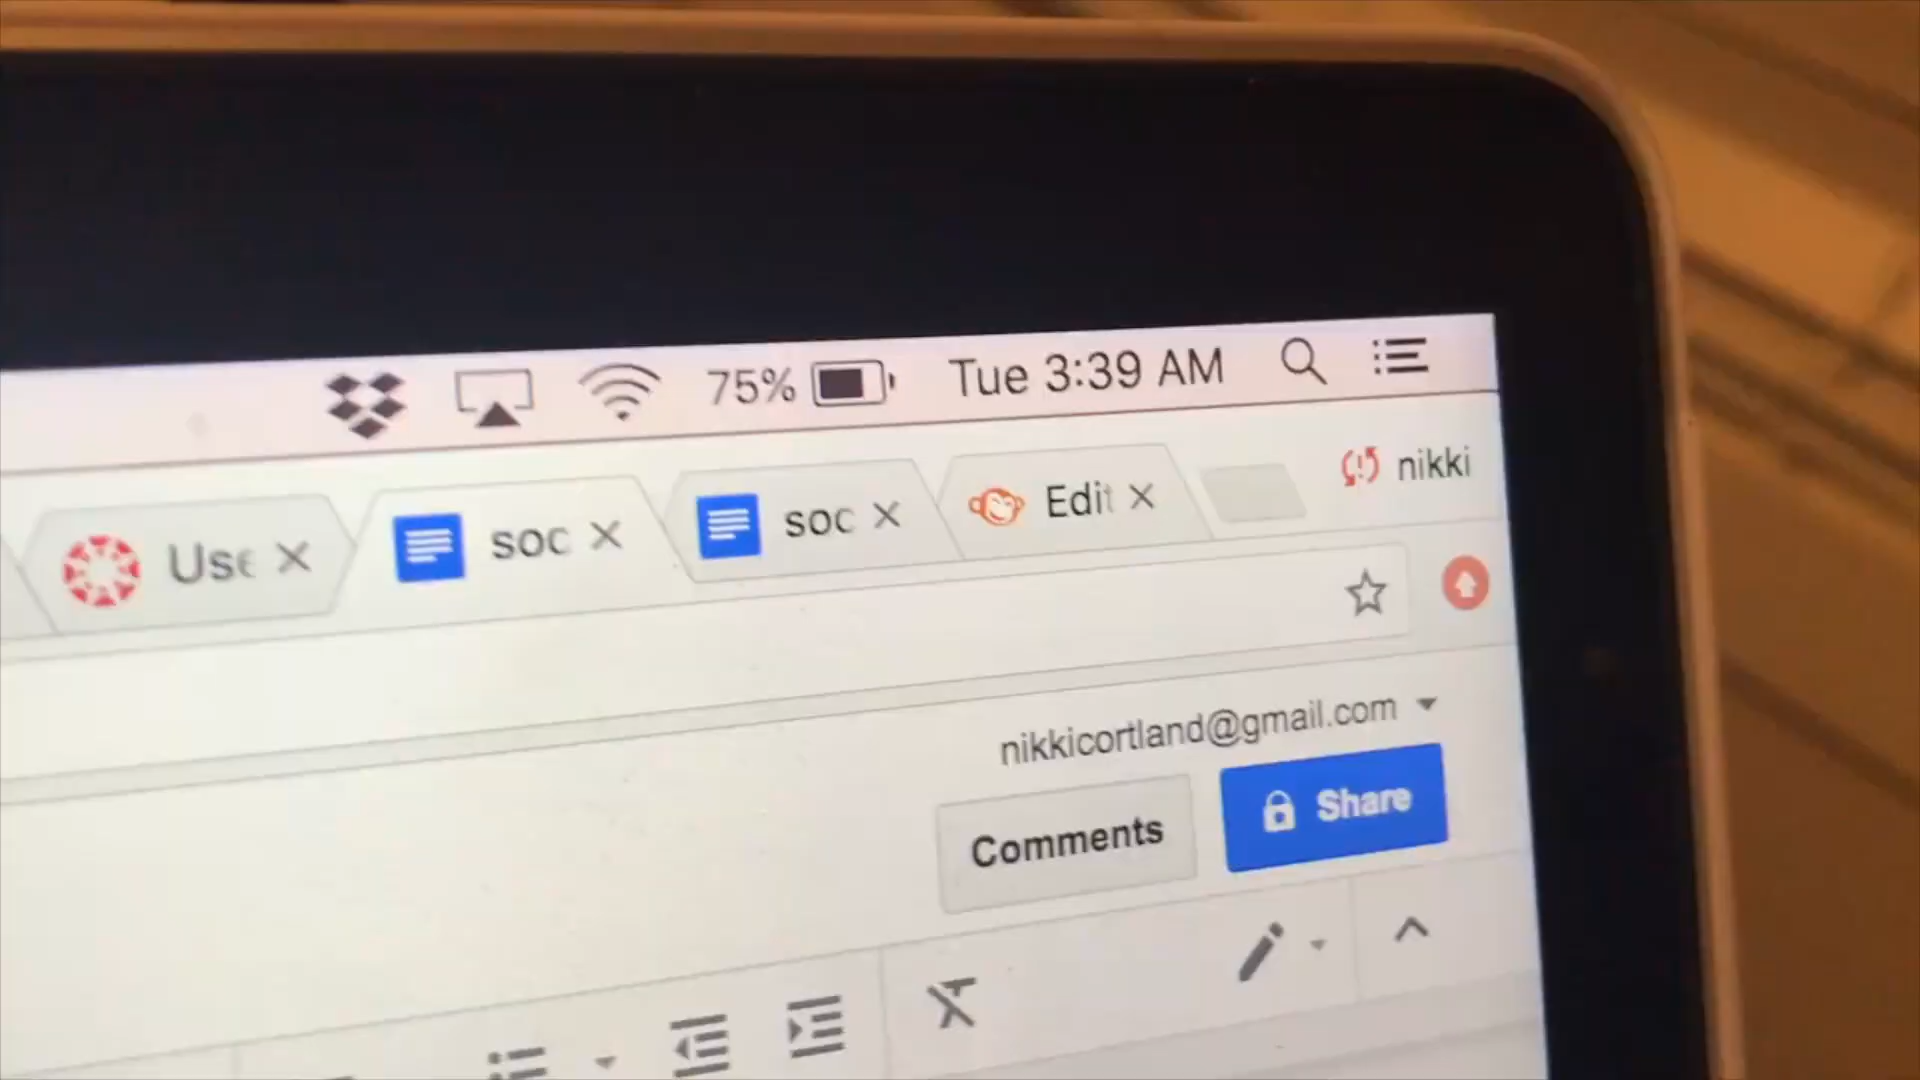 75% Tue 3:39 AM
Use soc soc Edit nikki
nikkicortland@gmail.com
Comments Share